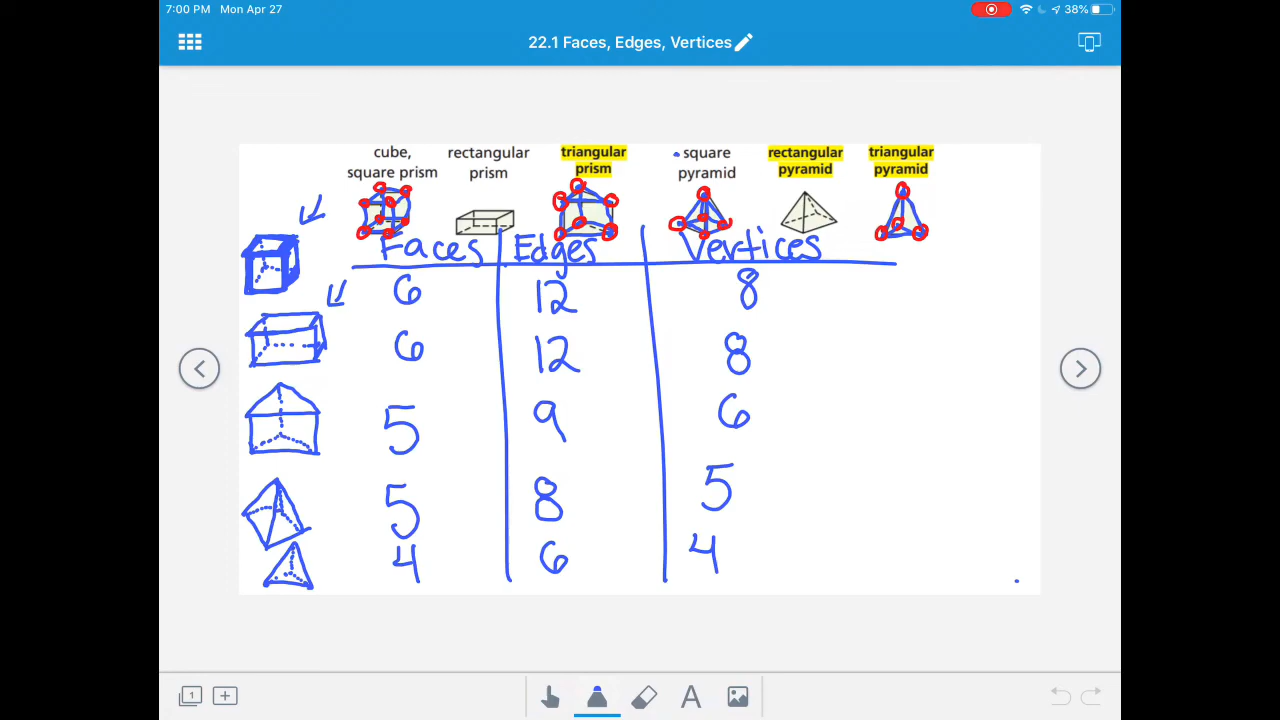 7:00 PM Mon Apr 27 38%
22.1 Faces, Edges, Vertices
cube, rectangular triangular square rectangular triangular
square prism prism prism pyramid pyramid pyramid
Faces Edges Vertices
6 12 8
6 12 8
5 9 6
5 8 5
4 6 4
1 A